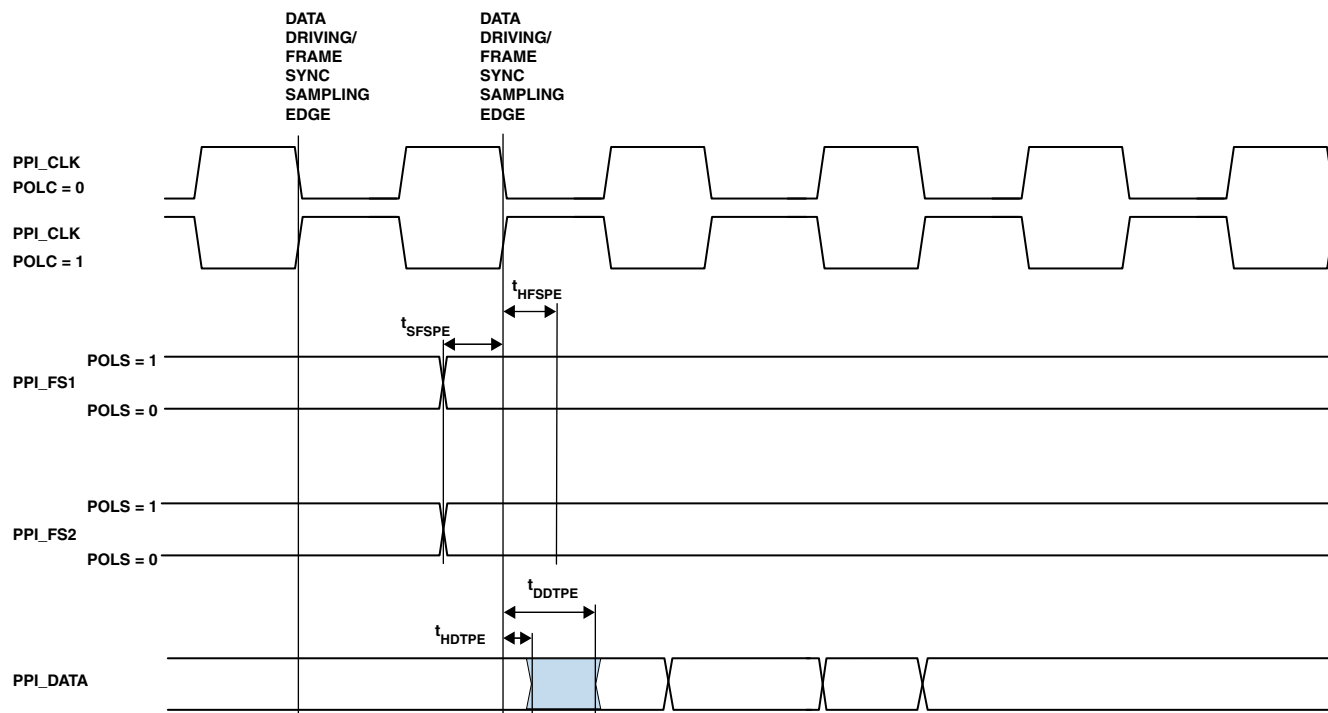 DATA
DRIVING/
FRAME
SYNC
SAMPLING
EDGE
DATA
DRIVING/
FRAME
SYNC
SAMPLING
EDGE
PPI_CLK
POLC = 0
PPI_CLK
POLC = 1
tHFSPE
tSFSPE
POLS = 1
PPI_FS1
POLS = 0
POLS = 1
PPI_FS2
POLS = 0
tDDTPE
tHDTPE
PPI_DATA